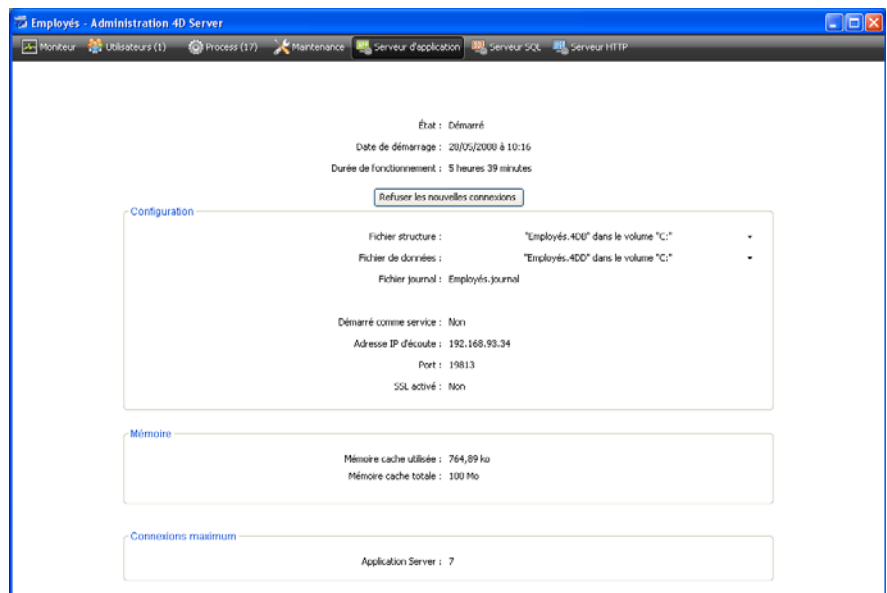 Employés - Administration 4D Server
Moniteur Utilisateurs (1) Process (17) Maintenance Serveur d'application Serveur SQL Serveur HTTP
État : Démarré
Date de démarrage : 28/05/2008 à 10:16
Durée de fonctionnement : 5 heures 39 minutes
Refuser les nouvelles connexions
Configuration
Fichier structure : "Employés.4DB" dans le volume "C:"
Fichier de données : "Employés.4DD" dans le volume "C:"
Fichier journal : Employés.journal
Démarré comme service : Non
Adresse IP d'écoute : 192.168.93.34
Port : 19813
SSL activé : Non
Mémoire
Mémoire cache utilisée : 764,89 ko
Mémoire cache totale : 100 Mo
Connexions maximum
Application Server : 7